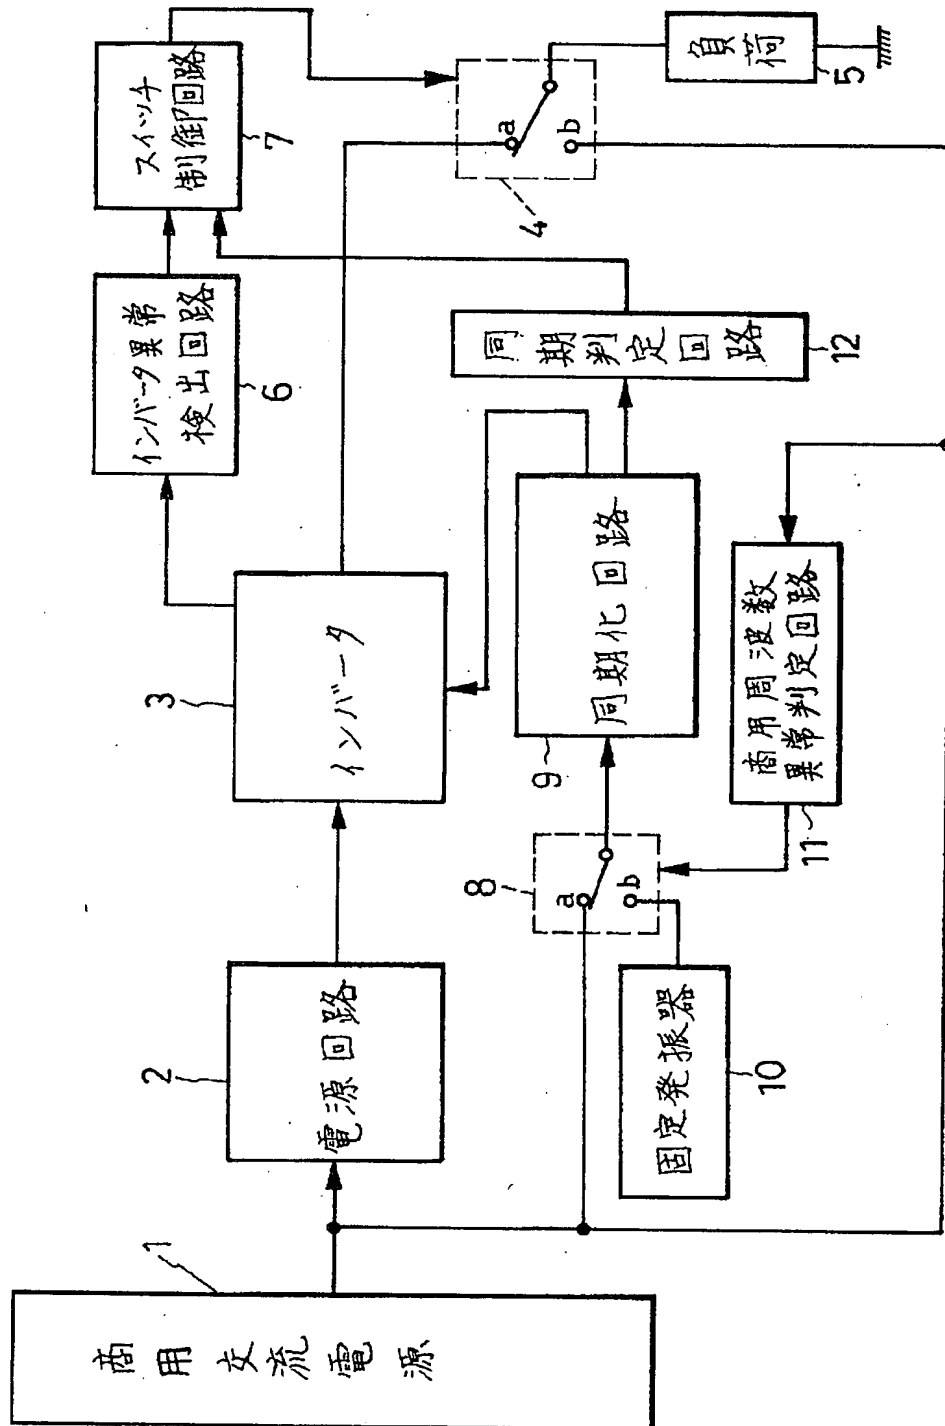 商用交流電源
1
電源回路
2
インバータ
3
インバータ異常
検出回路
6
スイッチ
制御回路
7
a
b
4
負荷
5
a
b
8
同期化回路
9
固定発振器
10
商用周波数
異常判定回路
11
同期判定回路
12